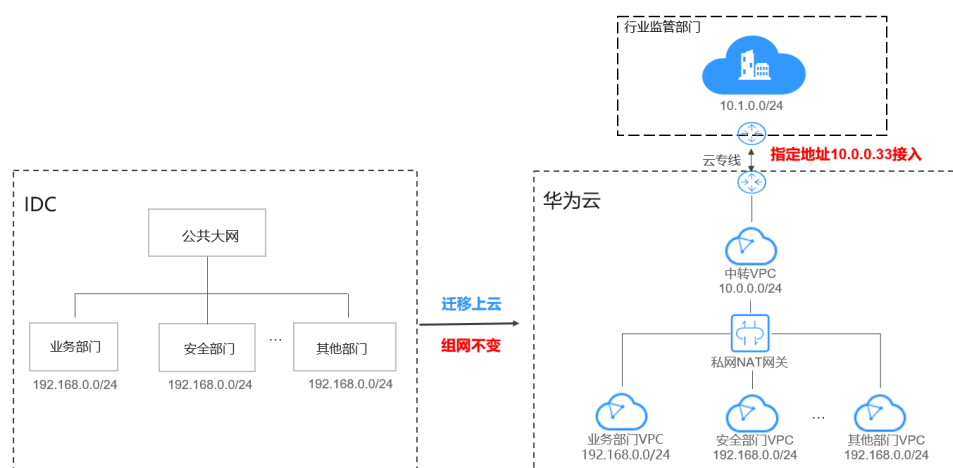 行业监管部门
10.1.0.0/24
云专线
指定地址10.0.0.33接入
IDC
公共大网
业务部门
安全部门
...
其他部门
192.168.0.0/24
192.168.0.0/24
192.168.0.0/24
迁移上云
组网不变
华为云
中转VPC
10.0.0.0/24
私网NAT网关
业务部门VPC
192.168.0.0/24
安全部门VPC
192.168.0.0/24
...
其他部门VPC
192.168.0.0/24